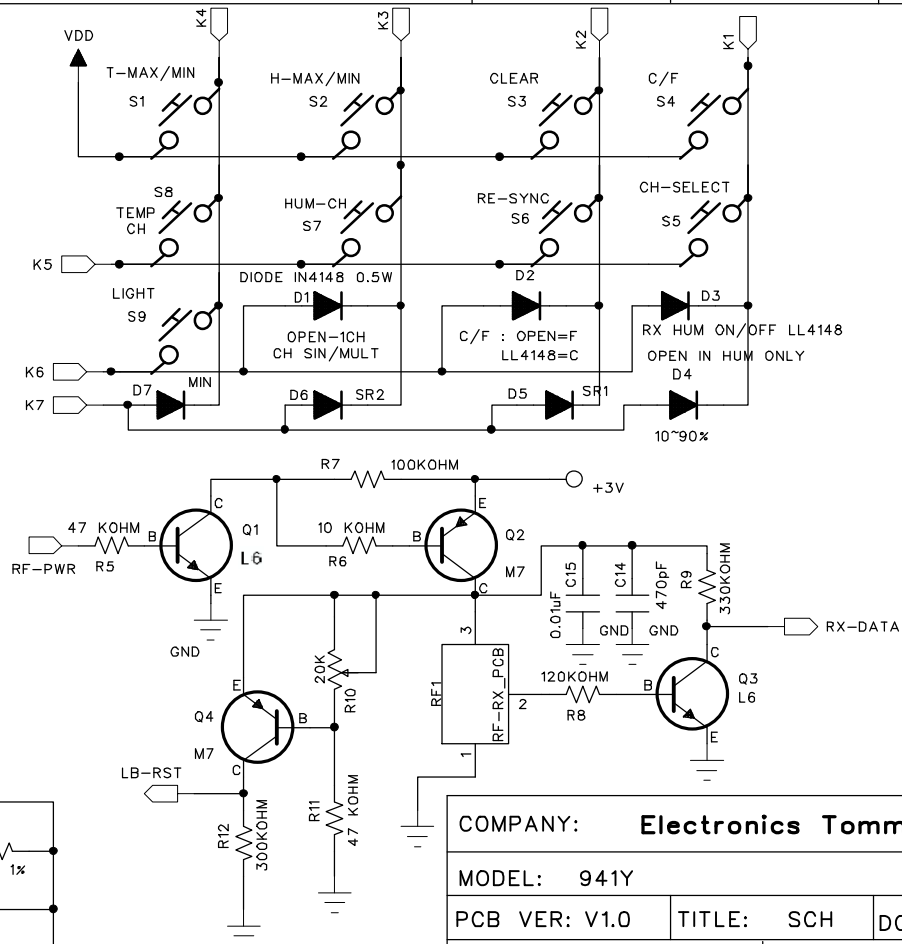 K4
K3
K2
K1
VDD
T-MAX/MIN
S1
H-MAX/MIN
S2
CLEAR
S3
C/F
S4
S8
TEMP
CH
HUM-CH
S7
RE-SYNC
S6
CH-SELECT
S5
K5
DIODE IN4148 0.5W
LIGHT
S9
D1
OPEN-1CH
CH SIN/MULT
D2
C/F : OPEN=F
LL4148=C
D3
RX HUM ON/OFF LL4148
OPEN IN HUM ONLY
K6
K7
D7
MIN
D6
SR2
D5
SR1
D4
10~90%
R7
100KOHM
+3V
C
47 KOHM
B
Q1
L6
RF-PWR
R5
E
GND
10 KOHM
R6
B
E
Q2
M7
C
0.01uF
C15
GND
C14
470pF
GND
R9
330KOHM
RX-DATA
C
Q3
L6
B
E
120KOHM
R8
3
RF1
RF-RX_PCB
2
1
20K
R10
E
Q4
B
M7
C
LB-RST
R12
300KOHM
R11
47 KOHM
1%
COMPANY: Electronics Tomm
MODEL: 941Y
PCB VER: V1.0 TITLE: SCH DO